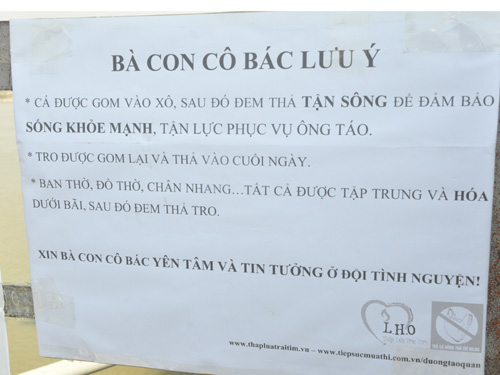 BÀ CON CÔ BÁC LƯU Ý
* CÁ ĐƯỢC GOM VÀO XÔ, SAU ĐÓ ĐEM THẢ TẬN SÔNG ĐỂ ĐẢM BẢO
SỐNG KHỎE MẠNH, TẬN LỰC PHỤC VỤ ÔNG TÁO.
* TRO ĐƯỢC GOM LẠI VÀ THẢ VÀO CUỐI NGÀY.
* BAN THỜ, ĐỒ THỜ, CHÂN NHANG...TẤT CẢ ĐƯỢC TẬP TRUNG VÀ HÓA
DƯỚI BÃI, SAU ĐÓ ĐEM THẢ TRO.
XIN BÀ CON CÔ BÁC YÊN TÂM VÀ TIN TƯỞNG Ở ĐỘI TÌNH NGUYỆN!
LHO
www.thapluatraitim.vn – www.tiepsucmuathi.com.vn/duongtaoquan